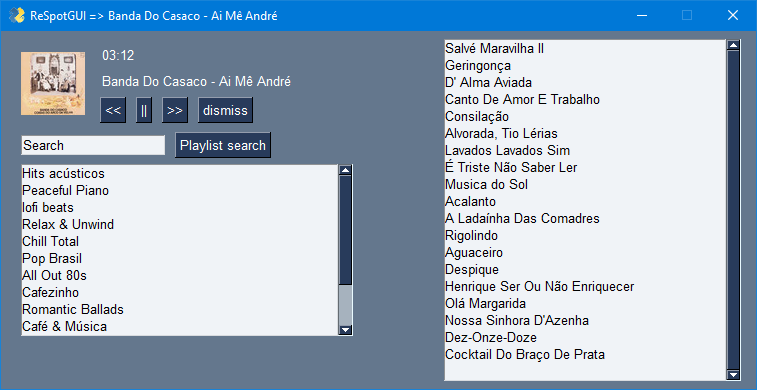 ReSpotGUI => Banda Do Casaco - Ai Mê André
03:12
Banda Do Casaco - Ai Mê André
<< || >> dismiss
Search Playlist search
Hits acústicos
Peaceful Piano
lofi beats
Relax & Unwind
Chill Total
Pop Brasil
All Out 80s
Cafezinho
Romantic Ballads
Café & Música
Salvé Maravilha II
Geringonça
D' Alma Aviada
Canto De Amor E Trabalho
Consilação
Alvorada, Tio Lérias
Lavados Lavados Sim
É Triste Não Saber Ler
Musica do Sol
Acalanto
A Ladaínha Das Comadres
Rigolindo
Aguaceiro
Despique
Henrique Ser Ou Não Enriquecer
Olá Margarida
Nossa Sinhora D'Azenha
Dez-Onze-Doze
Cocktail Do Braço De Prata